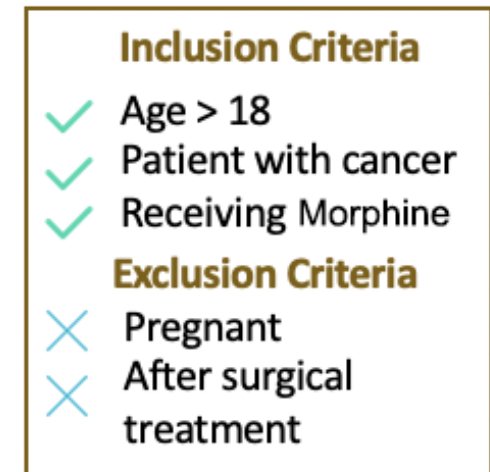 Inclusion Criteria
Age > 18
Patient with cancer
Receiving Morphine
Exclusion Criteria
Pregnant
After surgical
treatment